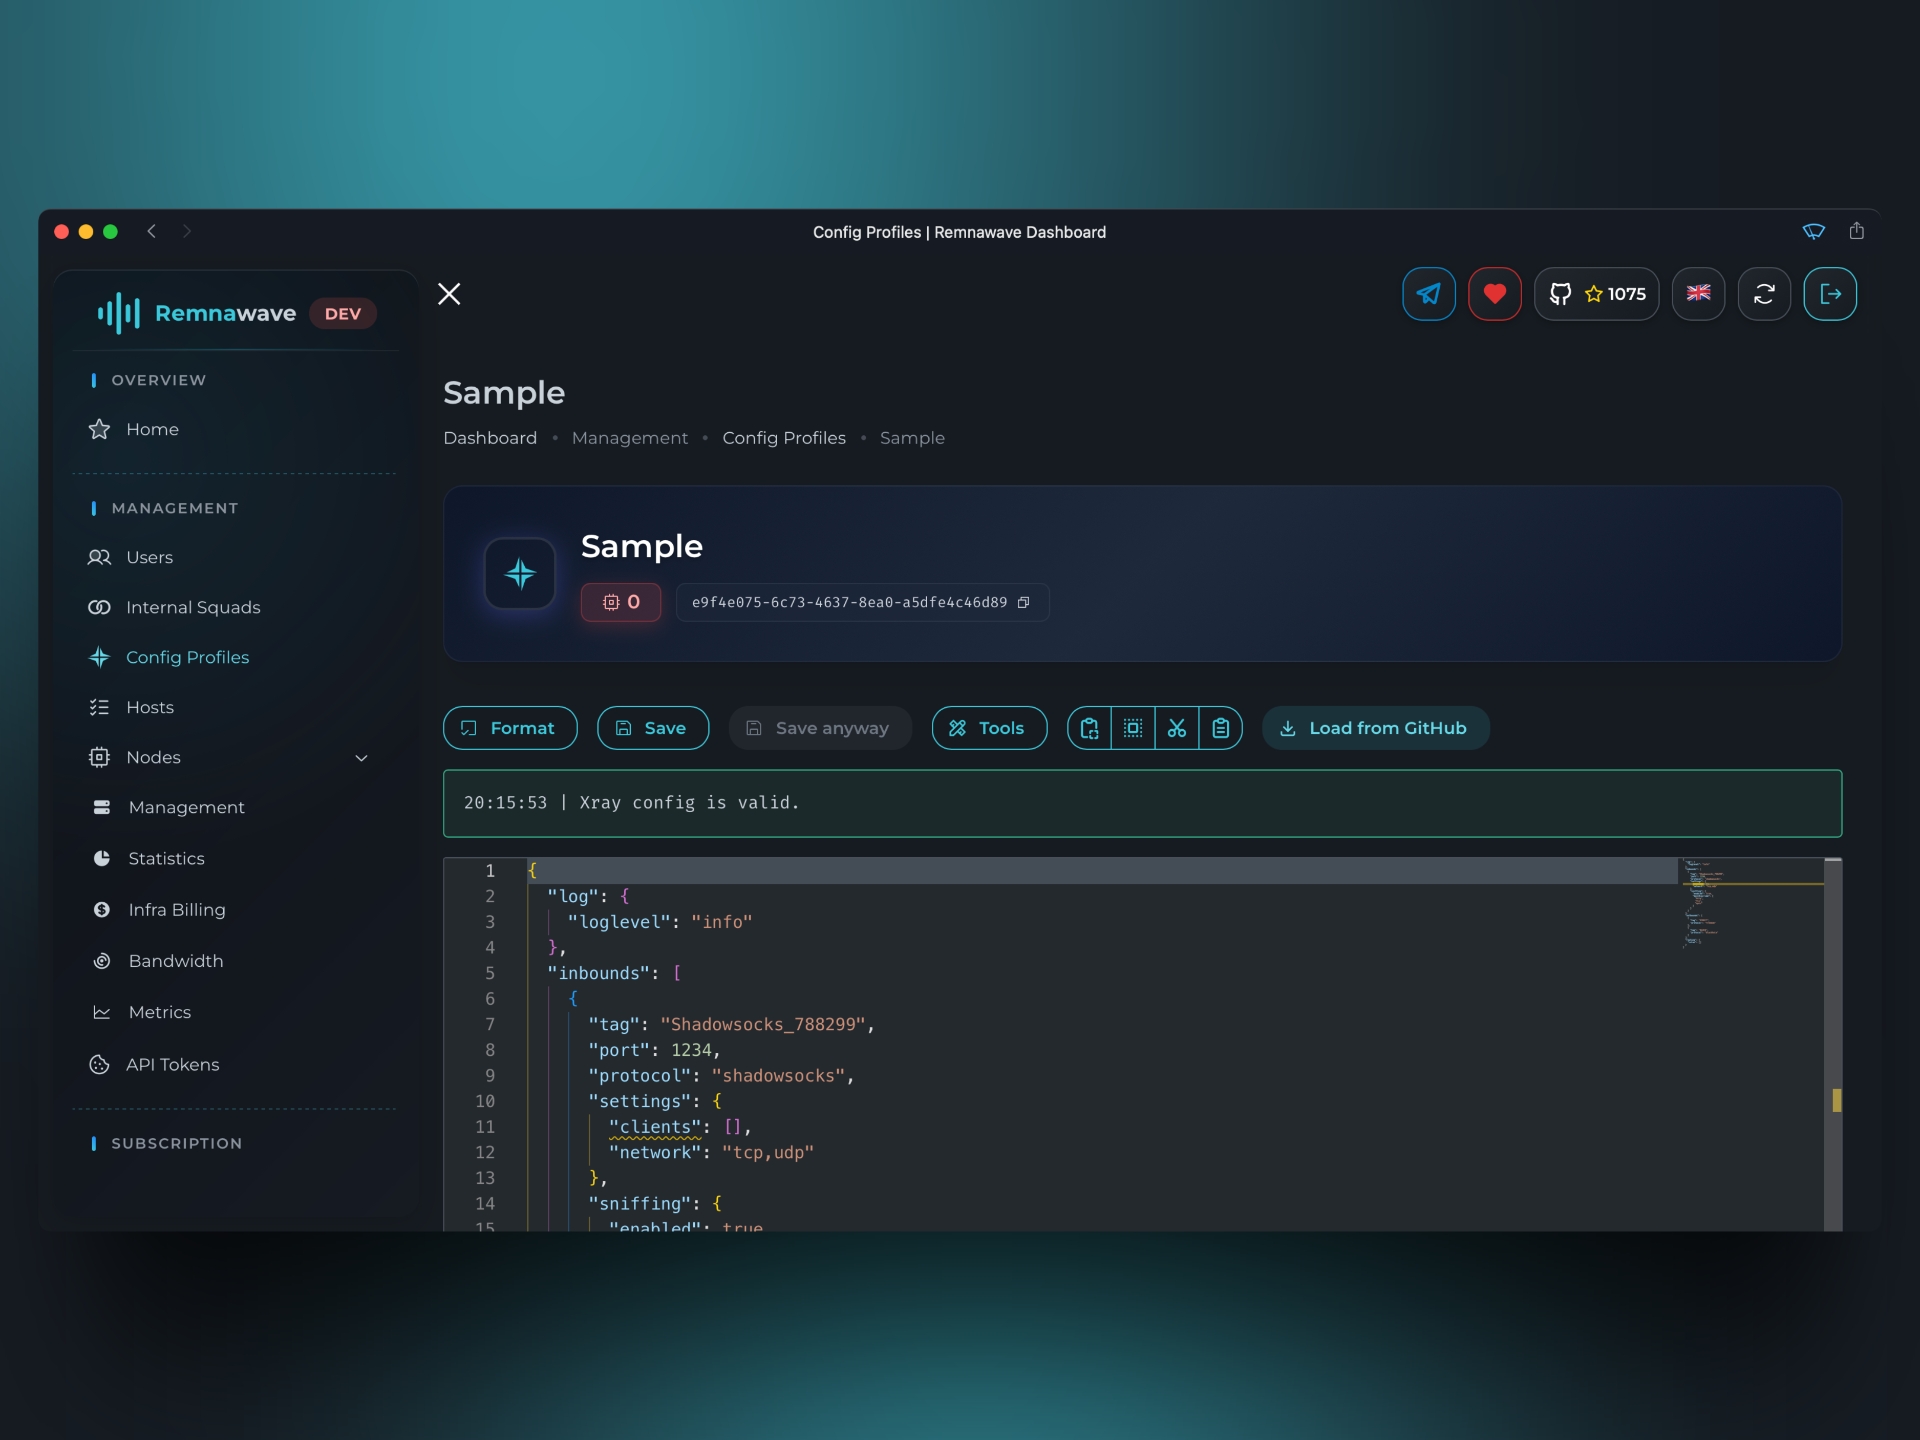 Config Profiles | Remnawave Dashboard
Remnawave DEV
1075
OVERVIEW
Home
MANAGEMENT
Users
Internal Squads
Config Profiles
Hosts
Nodes
Management
Statistics
Infra Billing
Bandwidth
Metrics
API Tokens
SUBSCRIPTION
Sample
Dashboard • Management • Config Profiles • Sample
Sample
0 e9f4e075-6c73-4637-8ea0-a5dfe4c46d89
Format Save Save anyway Tools Load from GitHub
20:15:53 | Xray config is valid.
1 {
2 "log": {
3 "loglevel": "info"
4 },
5 "inbounds": [
6 {
7 "tag": "Shadowsocks_788299",
8 "port": 1234,
9 "protocol": "shadowsocks",
10 "settings": {
11 "clients": [],
12 "network": "tcp,udp"
13 },
14 "sniffing": {
15 "enabled": true